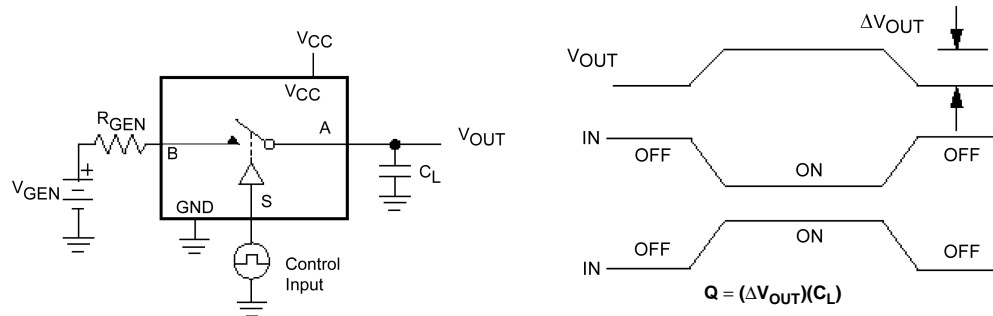 VCC
VCC
RGEN
B
A
VOUT
CL
VGEN
+
GND
S
Control
Input
ΔVOUT
VOUT
IN
OFF
ON
OFF
IN
OFF
ON
OFF
Q = (ΔVOUT)(CL)